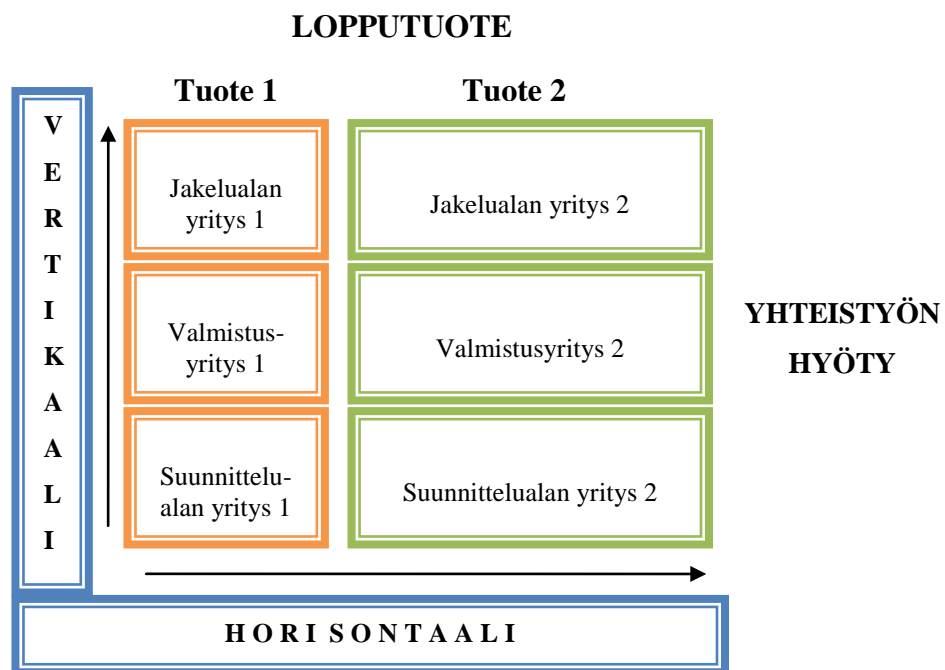 LOPPUTUOTE
Tuote 1
Tuote 2
V
E
R
T
I
K
A
A
L
I
Jakelualan
yritys 1
Jakelualan yritys 2
Valmistus-
yritys 1
Valmistusyritys 2
Suunnittelu-
alan yritys 1
Suunnittelualan yritys 2
YHTEISTYÖN
HYÖTY
H O R I S O N T A A L I